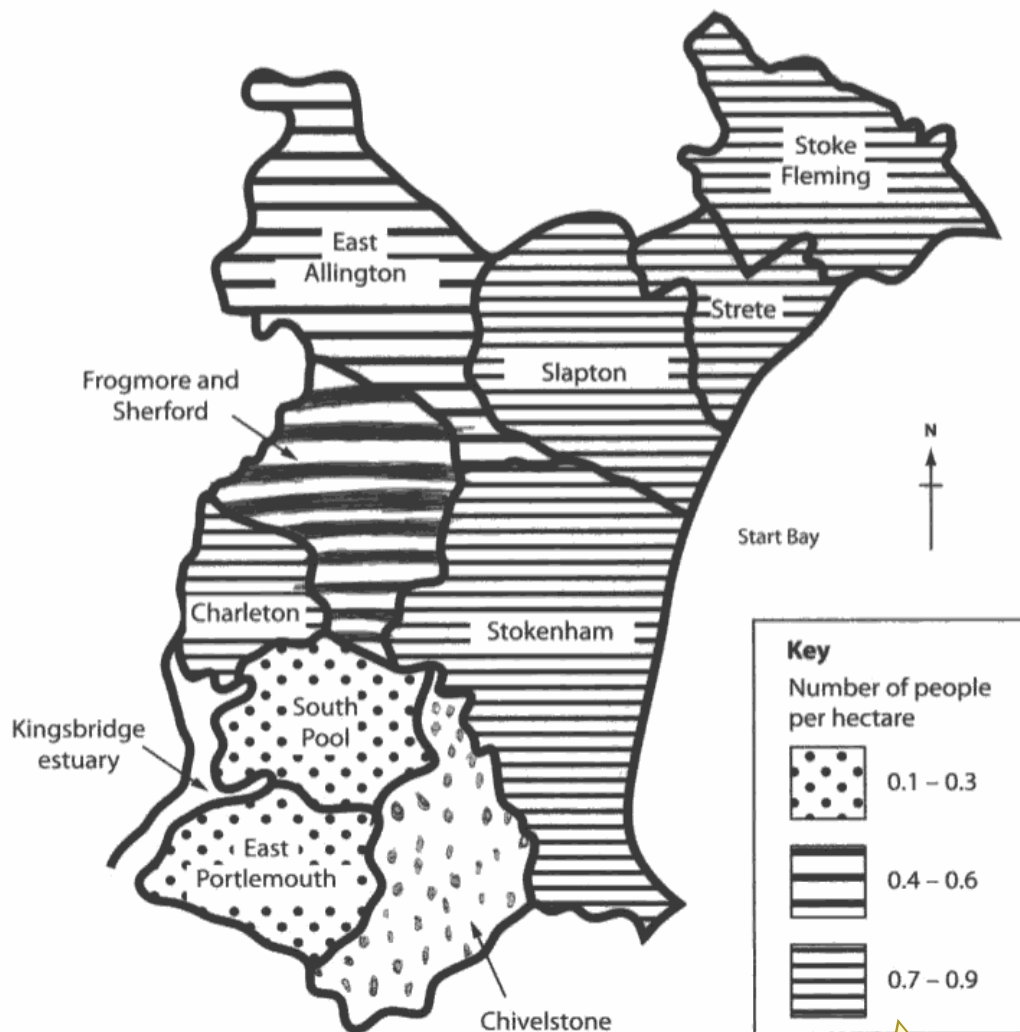 Stoke
Fleming
East
Allington
Strete
Slapton
Frogmore and
Sherford
N
Start Bay
Charleton
Stokenham
South
Pool
Kingsbridge
estuary
East
Portlemouth
Chivelstone
Key
Number of people
per hectare
0.1 – 0.3
0.4 – 0.6
0.7 – 0.9